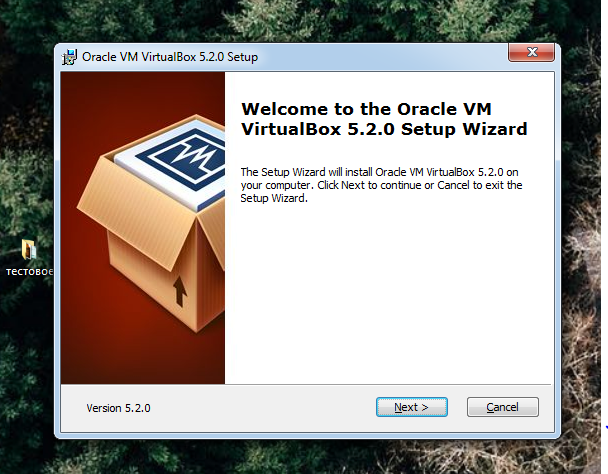 Oracle VM VirtualBox 5.2.0 Setup
Welcome to the Oracle VM
VirtualBox 5.2.0 Setup Wizard
The Setup Wizard will install Oracle VM VirtualBox 5.2.0 on
your computer. Click Next to continue or Cancel to exit the
Setup Wizard.
тестовое
Version 5.2.0
Next >
Cancel